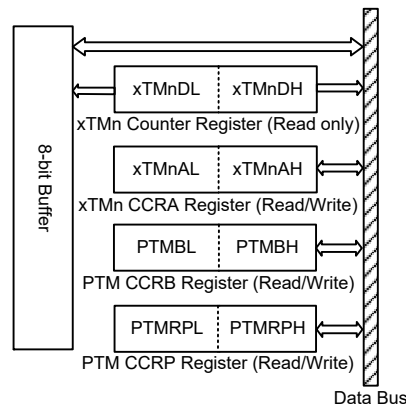 8-bit Buffer
xTMnDL xTMnDH
xTMn Counter Register (Read only)
xTMnAL xTMnAH
xTMn CCRA Register (Read/Write)
PTMBL PTMBH
PTM CCRB Register (Read/Write)
PTMRPL PTMRPH
PTM CCRP Register (Read/Write)
Data Bus